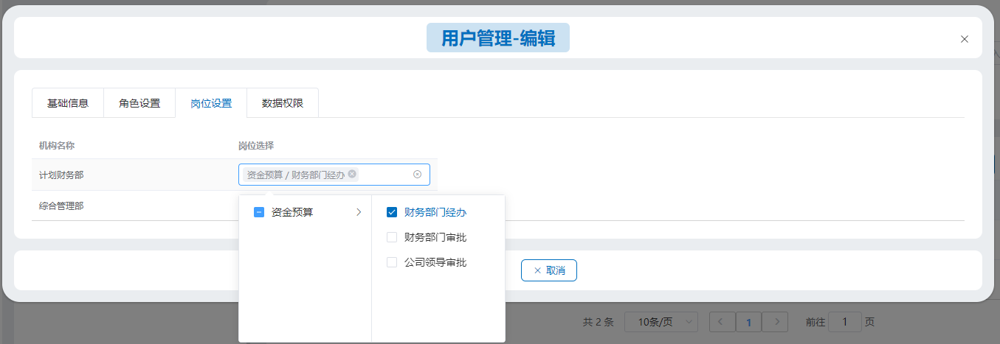 用户管理-编辑
基础信息 角色设置 岗位设置 数据权限
机构名称 岗位选择
计划财务部 资金预算 / 财务部门经办
综合管理部
资金预算 财务部门经办
财务部门审批
公司领导审批
取消
共 2 条 10条/页 1 前往 1 页